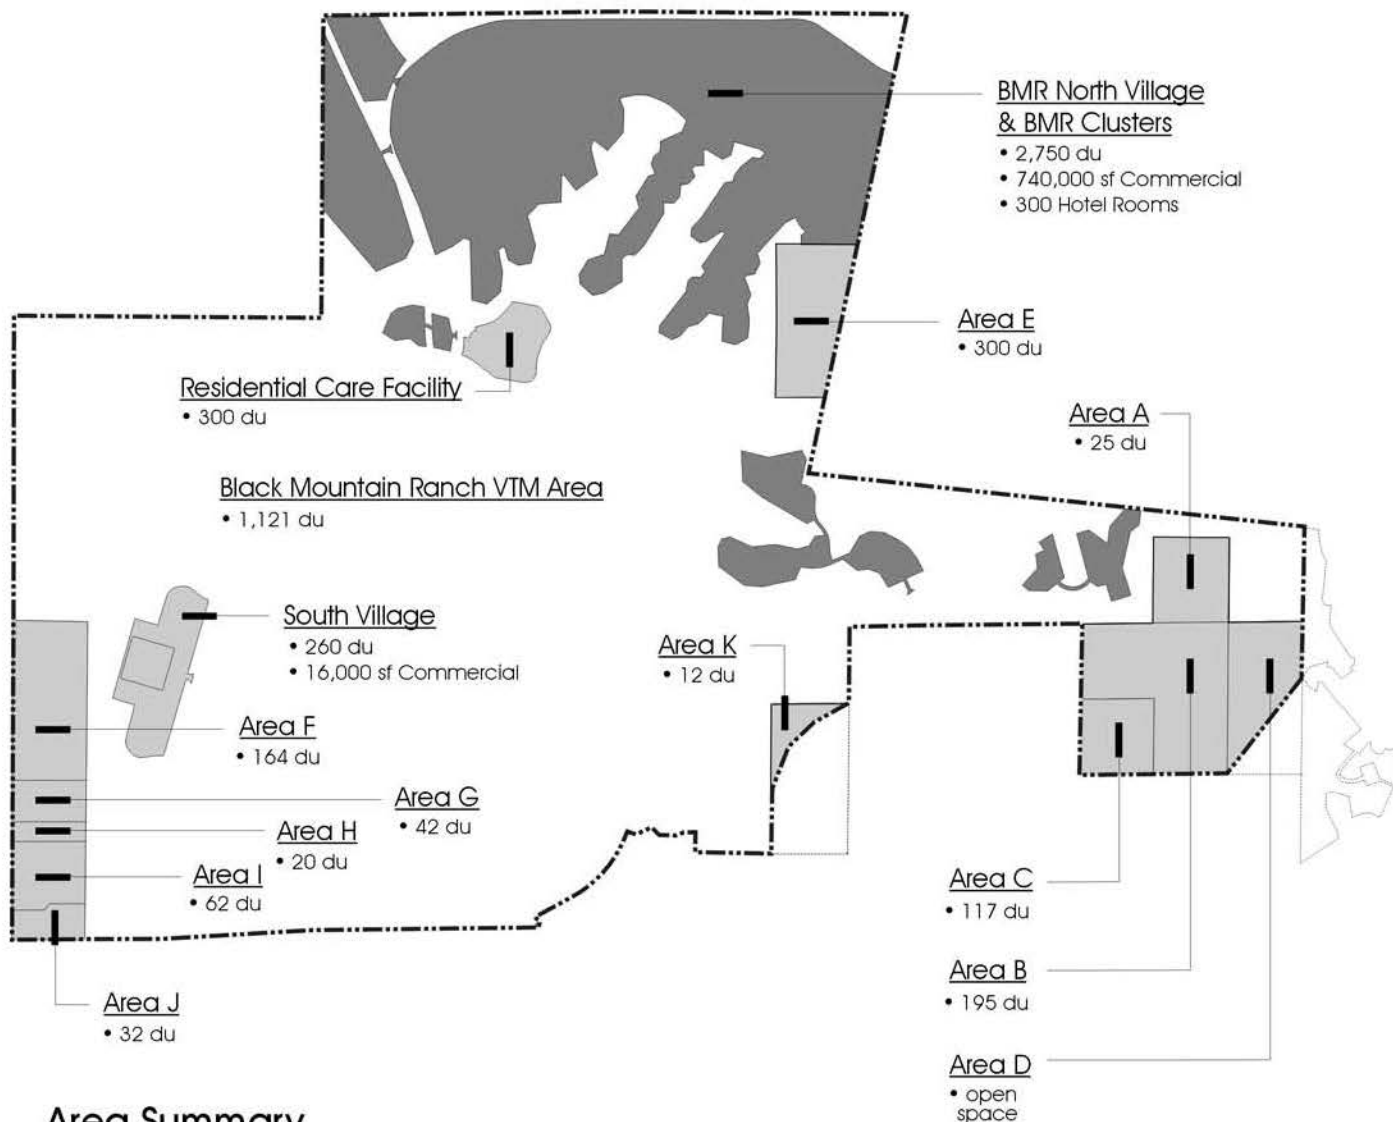 BMR North Village
& BMR Clusters
• 2,750 du
• 740,000 sf Commercial
• 300 Hotel Rooms
Area E
• 300 du
Residential Care Facility
• 300 du
Area A
• 25 du
Black Mountain Ranch VTM Area
• 1,121 du
South Village
• 260 du
• 16,000 sf Commercial
Area K
• 12 du
Area F
• 164 du
Area G
• 42 du
Area H
• 20 du
Area I
• 62 du
Area C
• 117 du
Area B
• 195 du
Area J
• 32 du
Area D
• open
space
Area Summary